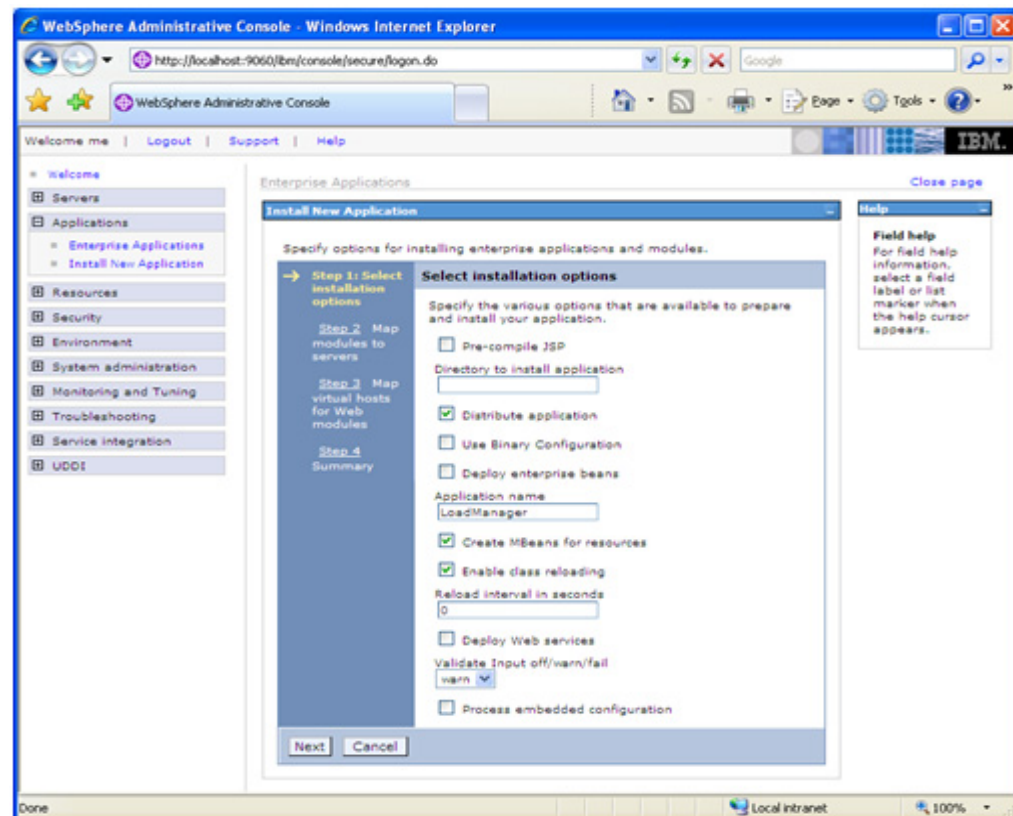 WebSphere Administrative Console - Windows Internet Explorer
http://localhost:9060/ibm/console/secure/logon.do
Google
WebSphere Administrative Console
Page
Tools
Welcome me | Logout | Support | Help
IBM.
Welcome
Servers
Applications
Enterprise Applications
Install New Application
Resources
Security
Environment
System administration
Monitoring and Tuning
Troubleshooting
Service integration
UDDI
Enterprise Applications
Close page
Install New Application
Specify options for installing enterprise applications and modules.
Step 1: Select
installation
options
Step 2 Map
modules to
servers
Step 3 Map
virtual hosts
for Web
modules
Step 4
Summary
Select installation options
Specify the various options that are available to prepare
and install your application.
Pre-compile JSP
Directory to install application
Distribute application
Use Binary Configuration
Deploy enterprise beans
Application name
LoadManager
Create MBeans for resources
Enable class reloading
Reload interval in seconds
0
Deploy Web services
Validate Input off/warn/fail
warn
Process embedded configuration
Next
Cancel
Help
Field help
For field help
information,
select a field
label or list
marker when
the help cursor
appears.
Done
Local intranet
100%